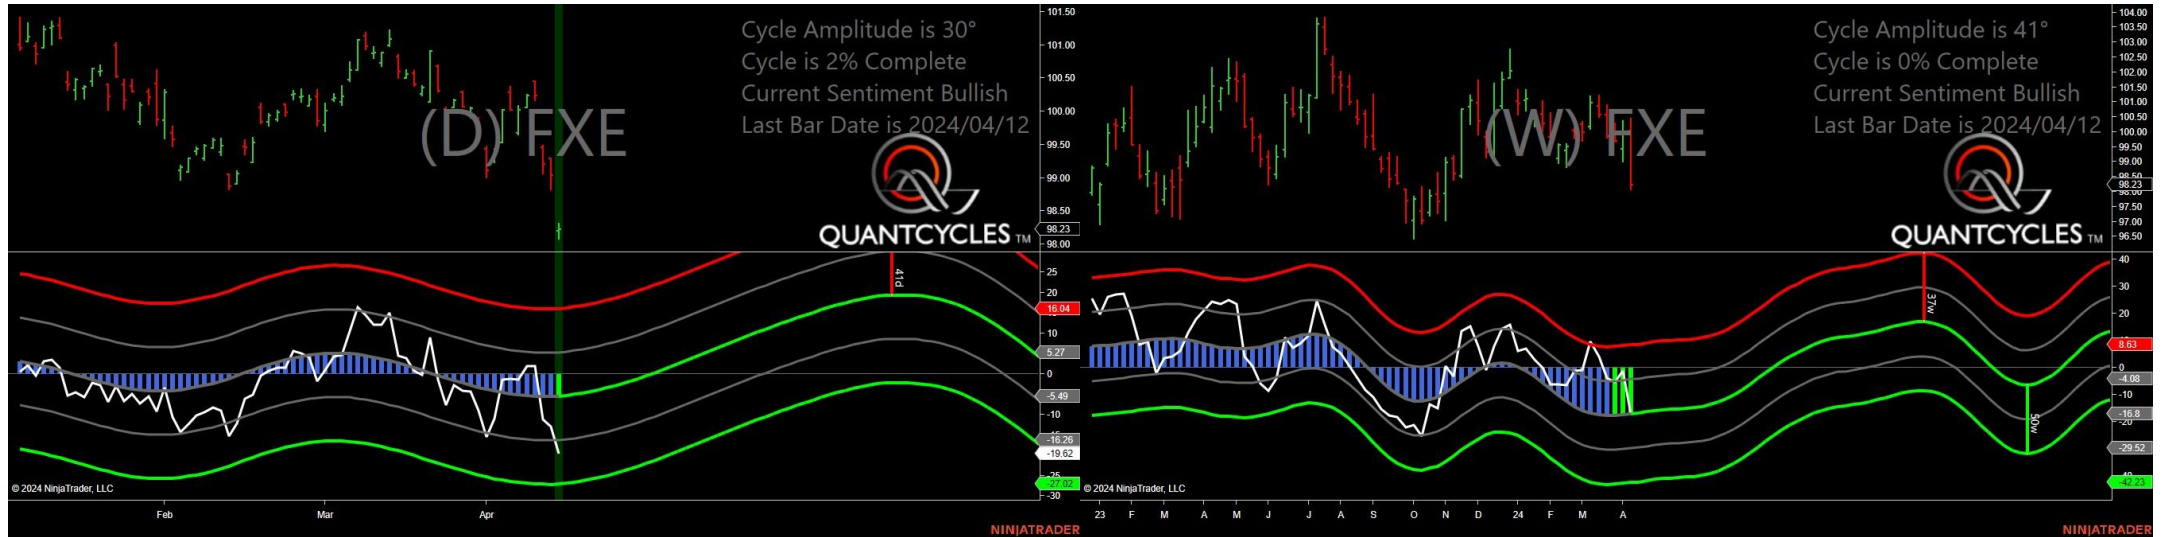 Cycle Amplitude is 30°
Cycle is 2% Complete
Current Sentiment Bullish
Last Bar Date is 2024/04/12
(D) FXE
QUANTCYCLES TM
101.50
101.00
100.50
100.00
99.50
99.00
98.50
98.23
98.00
41d
25
20
16.04
10
5.27
0
-5.49
-10
-16.26
-19.62
-27.02
-30
© 2024 NinjaTrader, LLC
Feb Mar Apr
NINJATRADER
Cycle Amplitude is 41°
Cycle is 0% Complete
Current Sentiment Bullish
Last Bar Date is 2024/04/12
(W) FXE
QUANTCYCLES TM
104.00
103.50
103.00
102.50
102.00
101.50
101.00
100.50
100.00
99.50
99.00
98.23
98.00
97.50
97.00
96.50
37w
50w
40
30
20
8.63
0
-4.08
-10
-16.8
-20
-29.52
-42.23
© 2024 NinjaTrader, LLC
23 F M A M J J A S O N D 24 F M A
NINJATRADER